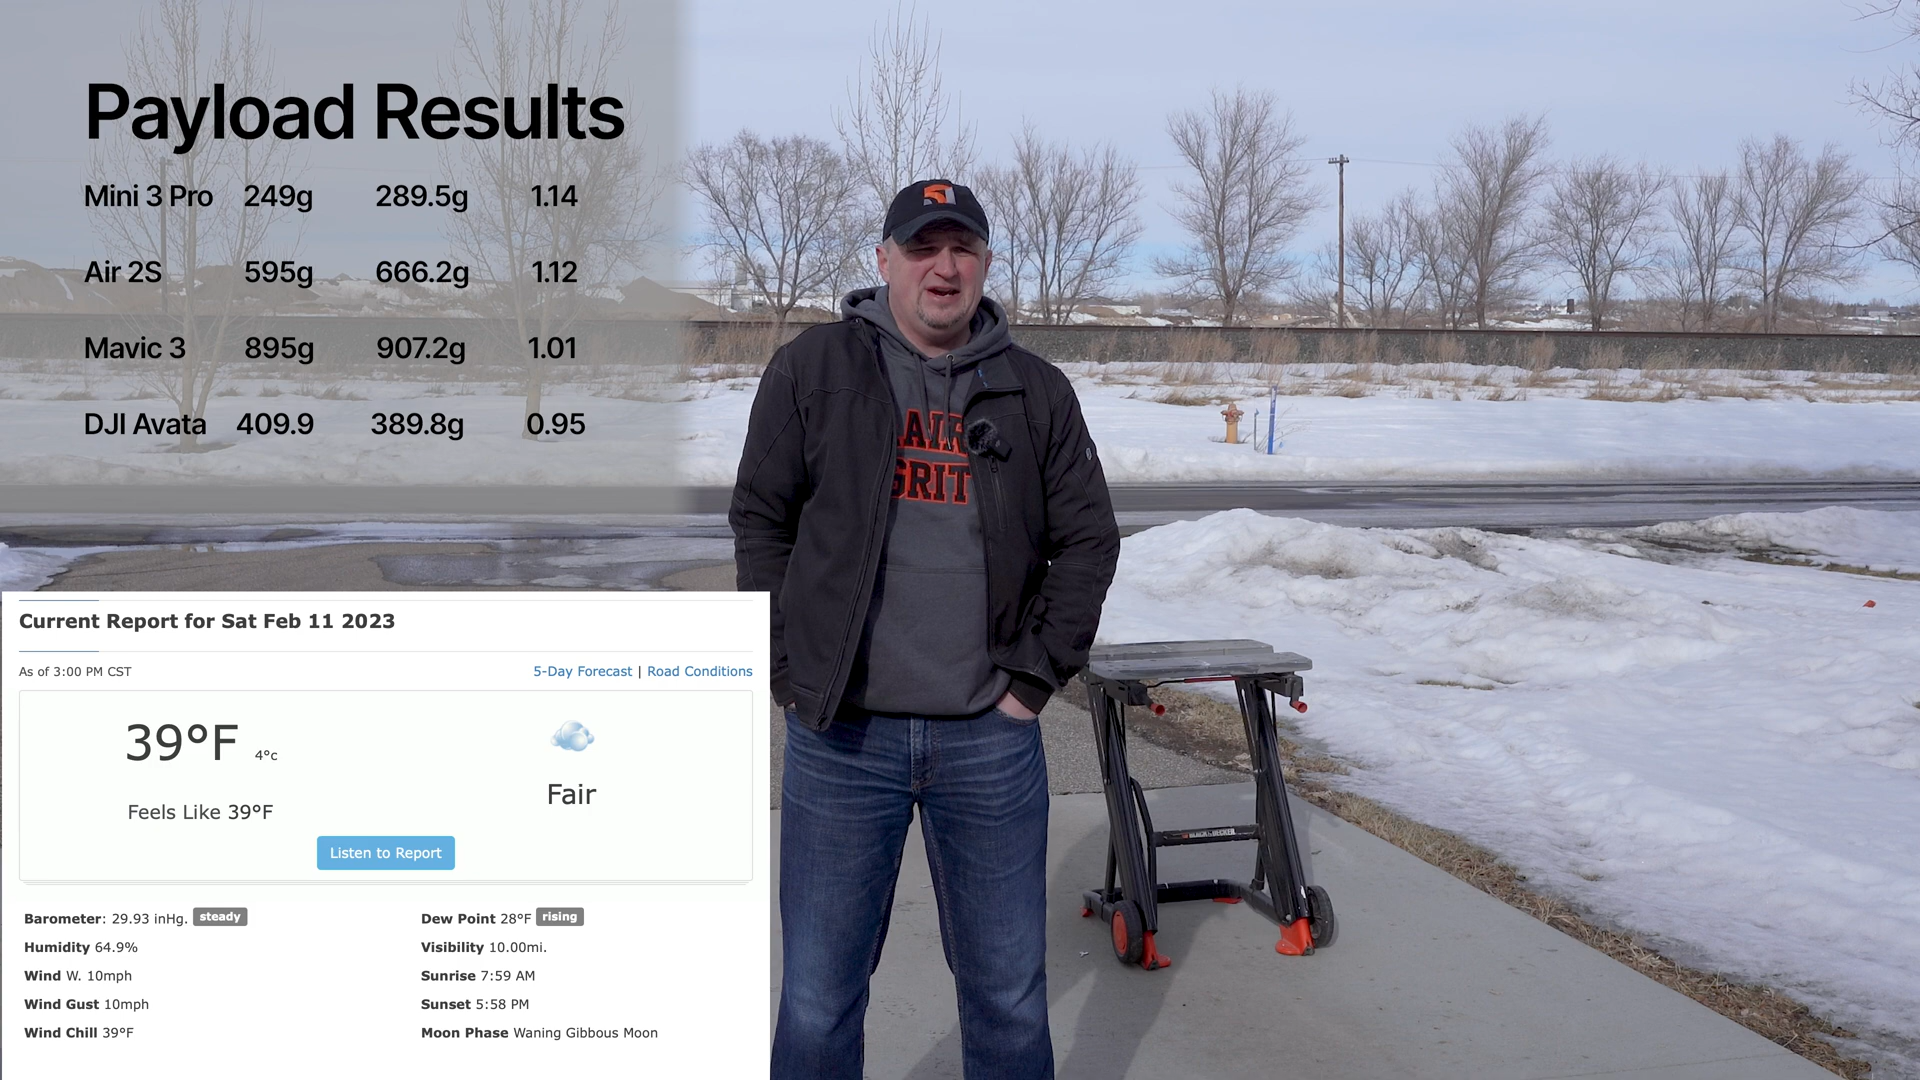 Payload Results
Mini 3 Pro 249g 289.5g 1.14
Air 2S 595g 666.2g 1.12
Mavic 3 895g 907.2g 1.01
DJI Avata 409.9 389.8g 0.95
51
AIR
GRIT
BLACK+DECKER
Current Report for Sat Feb 11 2023
As of 3:00 PM CST 5-Day Forecast | Road Conditions
39°F 4°c
Fair
Feels Like 39°F
Listen to Report
Barometer: 29.93 inHg. steady Dew Point 28°F rising
Humidity 64.9% Visibility 10.00mi.
Wind W. 10mph Sunrise 7:59 AM
Wind Gust 10mph Sunset 5:58 PM
Wind Chill 39°F Moon Phase Waning Gibbous Moon